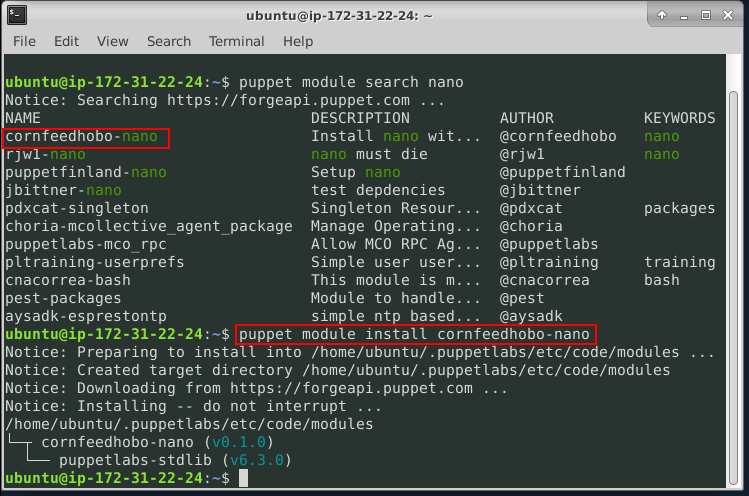 ubuntu@ip-172-31-22-24: ~
File Edit View Search Terminal Help
ubuntu@ip-172-31-22-24:~$ puppet module search nano
Notice: Searching https://forgeapi.puppet.com ...
NAME DESCRIPTION AUTHOR KEYWORDS
cornfeedhobo-nano Install nano wit... @cornfeedhobo nano
rjw1-nano nano must die @rjw1 nano
puppetfinland-nano Setup nano @puppetfinland
jbittner-nano test depdencies @jbittner
pdxcat-singleton Singleton Resour... @pdxcat packages
choria-mcollective_agent_package Manage Operating... @choria
puppetlabs-mco_rpc Allow MCO RPC Ag... @puppetlabs
pltraining-userprefs Simple user user... @pltraining training
cnacorrea-bash This module is m... @cnacorrea bash
pest-packages Module to handle... @pest
aysadk-esprestontp simple ntp based... @aysadk
ubuntu@ip-172-31-22-24:~$ puppet module install cornfeedhobo-nano
Notice: Preparing to install into /home/ubuntu/.puppetlabs/etc/code/modules ...
Notice: Created target directory /home/ubuntu/.puppetlabs/etc/code/modules
Notice: Downloading from https://forgeapi.puppet.com ...
Notice: Installing -- do not interrupt ...
/home/ubuntu/.puppetlabs/etc/code/modules
└─┬ cornfeedhobo-nano (v0.1.0)
  └── puppetlabs-stdlib (v6.3.0)
ubuntu@ip-172-31-22-24:~$